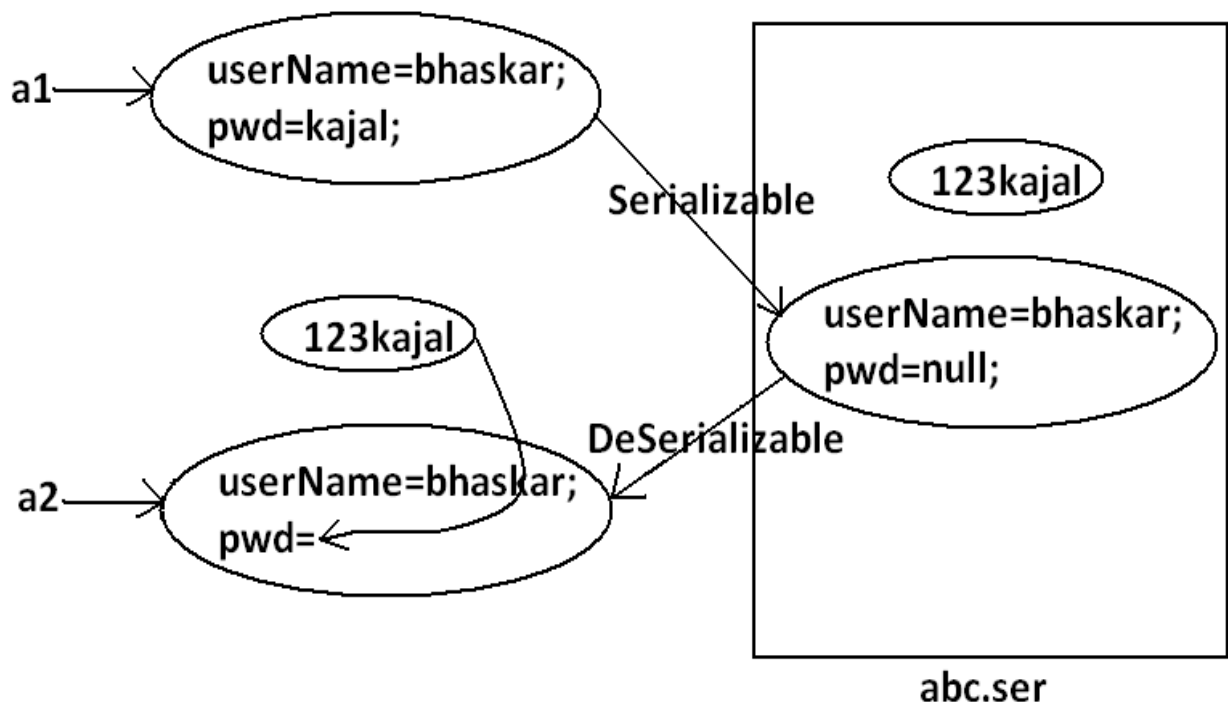 a1
userName=bhaskar;
pwd=kajal;
Serializable
123kajal
userName=bhaskar;
pwd=null;
123kajal
DeSerializable
a2
userName=bhaskar;
pwd=
abc.ser